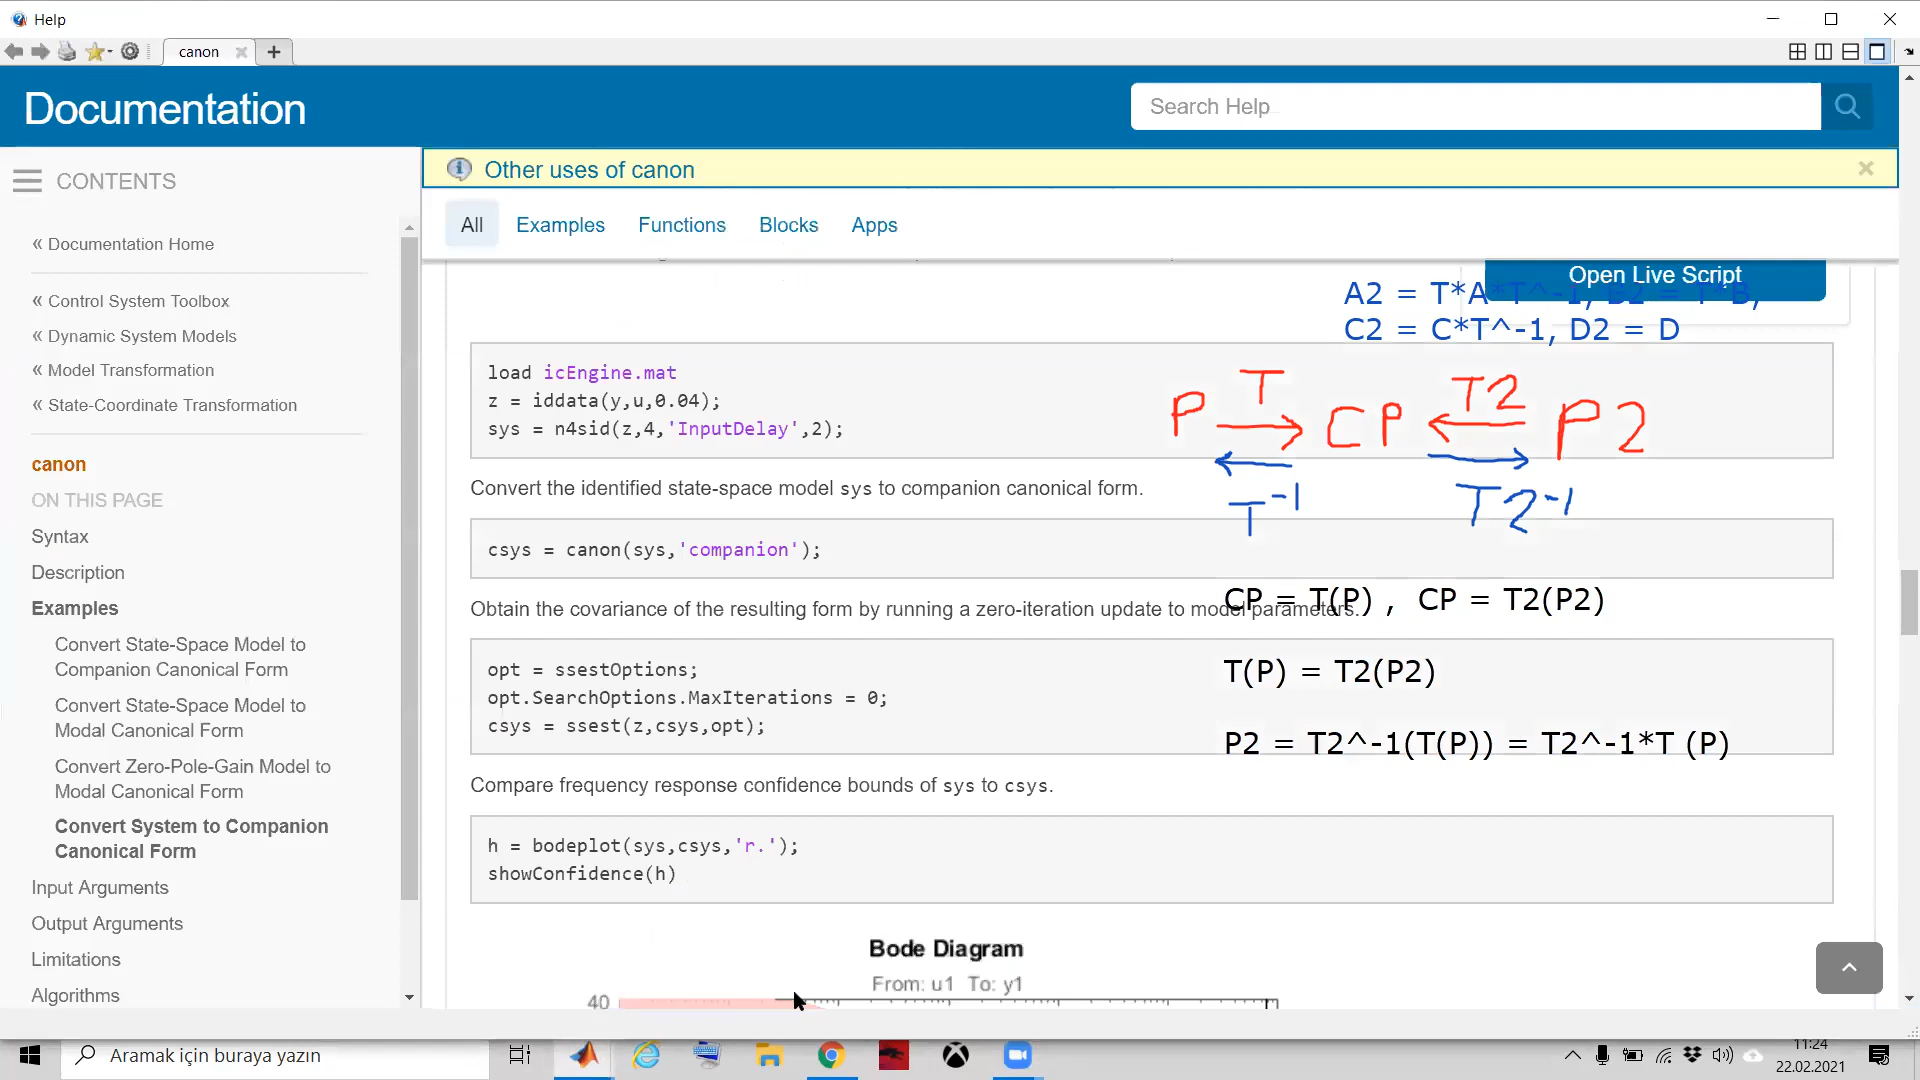 Help
canon
Documentation
Search Help
CONTENTS
« Documentation Home
« Control System Toolbox
« Dynamic System Models
« Model Transformation
« State-Coordinate Transformation
canon
ON THIS PAGE
Syntax
Description
Examples
Convert State-Space Model to
Companion Canonical Form
Convert State-Space Model to
Modal Canonical Form
Convert Zero-Pole-Gain Model to
Modal Canonical Form
Convert System to Companion
Canonical Form
Input Arguments
Output Arguments
Limitations
Algorithms
Other uses of canon
All Examples Functions Blocks Apps
Open Live Script
A2 = T*A*T^-1, B2 = T*B,
C2 = C*T^-1, D2 = D
load icEngine.mat
z = iddata(y,u,0.04);
sys = n4sid(z,4,'InputDelay',2);
T T2
P CP P2
T-1 T2-1
Convert the identified state-space model sys to companion canonical form.
csys = canon(sys,'companion');
Obtain the covariance of the resulting form by running a zero-iteration update to model parameters.
CP = T(P) , CP = T2(P2)
opt = ssestOptions;
opt.SearchOptions.MaxIterations = 0;
csys = ssest(z,csys,opt);
T(P) = T2(P2)
P2 = T2^-1(T(P)) = T2^-1*T (P)
Compare frequency response confidence bounds of sys to csys.
h = bodeplot(sys,csys,'r.');
showConfidence(h)
Bode Diagram
From: u1 To: y1
40
Aramak için buraya yazın
11:24
22.02.2021